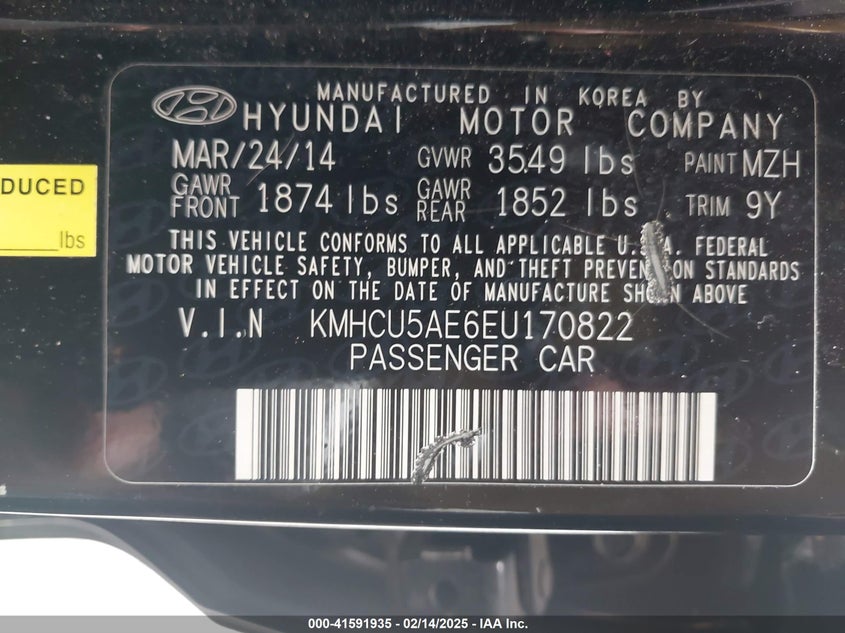 MANUFACTURED IN KOREA BY
HYUNDAI MOTOR COMPANY
MAR/24/14 GVWR 3549 lbs PAINT MZH
GAWR FRONT 1874 lbs GAWR REAR 1852 lbs TRIM 9Y
THIS VEHICLE CONFORMS TO ALL APPLICABLE FEDERAL
MOTOR VEHICLE SAFETY, BUMPER, AND THEFT STANDARDS
IN EFFECT ON THE DATE OF MANUFACTURE ABOVE
V.I.N KMHCU5AE6EU170822
PASSENGER CAR
DUCED
lbs
000-41591935 - 02/14/2025 - IAA Inc.